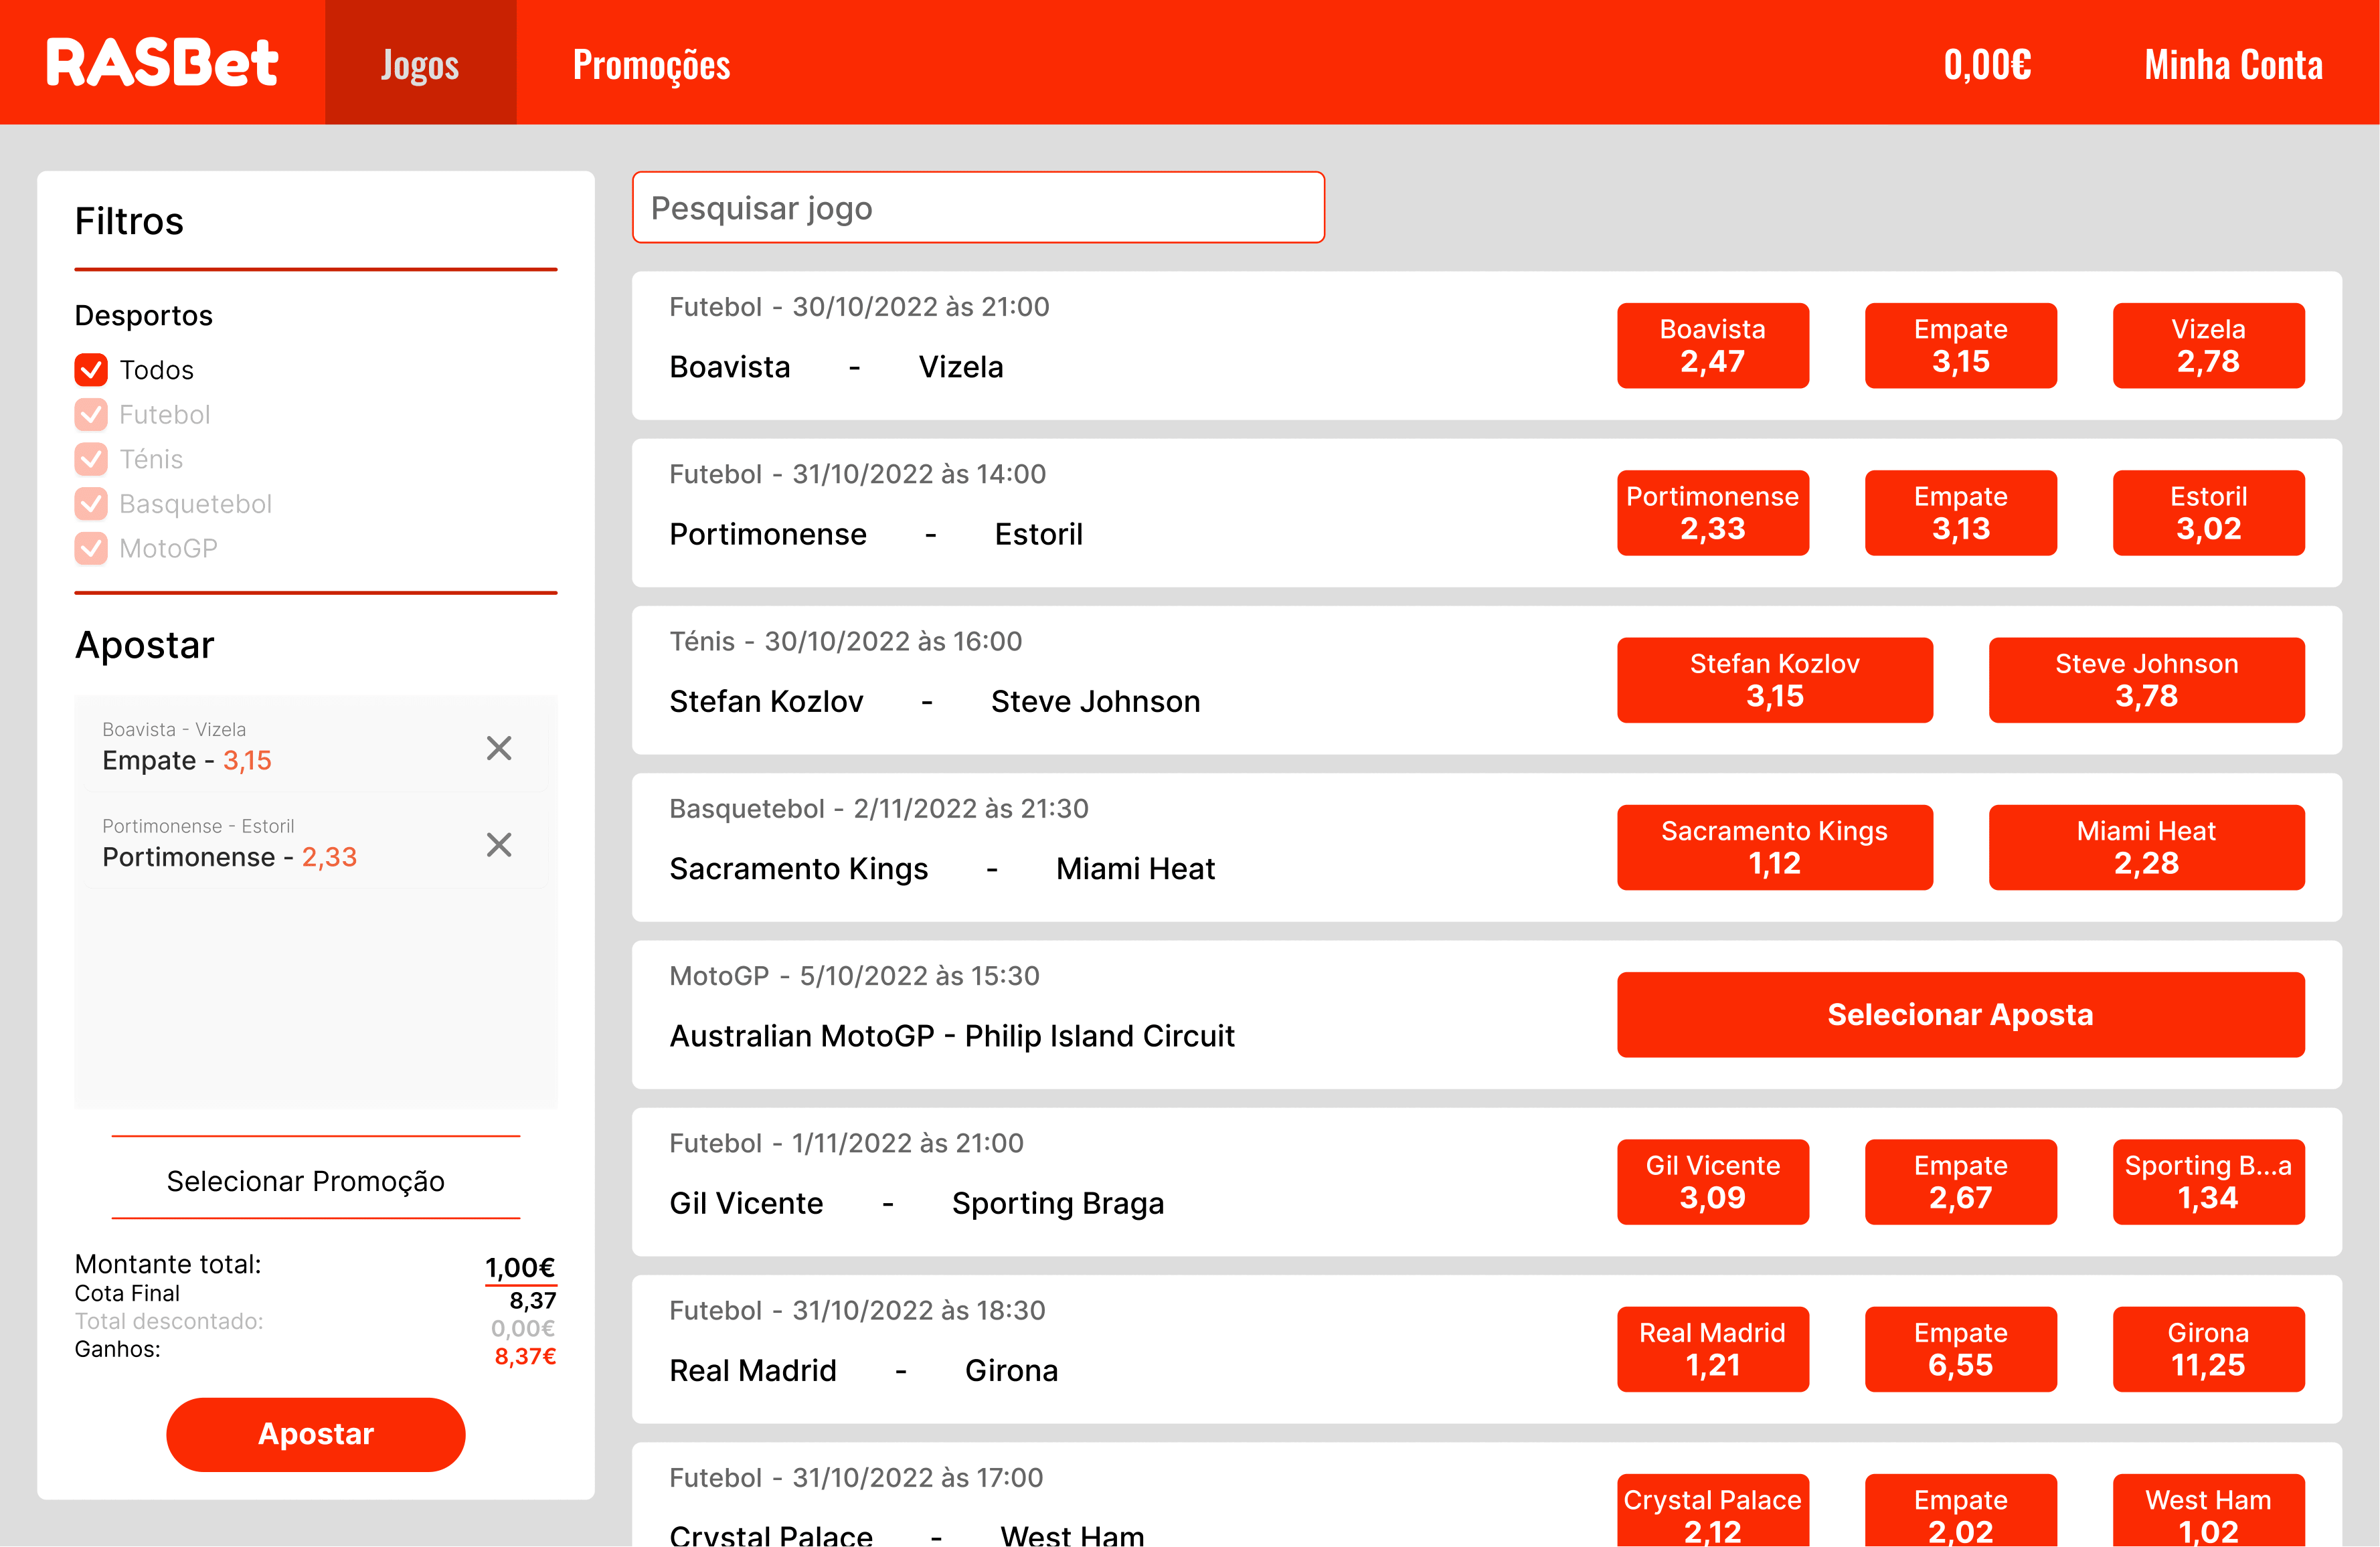 RASBet
Jogos
Promoções
0,00€
Minha Conta
Filtros
Desportos
Todos
Futebol
Ténis
Basquetebol
MotoGP
Apostar
Boavista - Vizela
Empate - 3,15
Portimonense - Estoril
Portimonense - 2,33
Selecionar Promoção
Montante total: 1,00€
Cota Final 8,37
Total descontado: 0,00€
Ganhos: 8,37€
Apostar
Pesquisar jogo
Futebol - 30/10/2022 às 21:00
Boavista - Vizela
Boavista
2,47
Empate
3,15
Vizela
2,78
Futebol - 31/10/2022 às 14:00
Portimonense - Estoril
Portimonense
2,33
Empate
3,13
Estoril
3,02
Ténis - 30/10/2022 às 16:00
Stefan Kozlov - Steve Johnson
Stefan Kozlov
3,15
Steve Johnson
3,78
Basquetebol - 2/11/2022 às 21:30
Sacramento Kings - Miami Heat
Sacramento Kings
1,12
Miami Heat
2,28
MotoGP - 5/10/2022 às 15:30
Australian MotoGP - Philip Island Circuit
Selecionar Aposta
Futebol - 1/11/2022 às 21:00
Gil Vicente - Sporting Braga
Gil Vicente
3,09
Empate
2,67
Sporting B...a
1,34
Futebol - 31/10/2022 às 18:30
Real Madrid - Girona
Real Madrid
1,21
Empate
6,55
Girona
11,25
Futebol - 31/10/2022 às 17:00
Crystal Palace - West Ham
Crystal Palace
2,12
Empate
2,02
West Ham
1,02